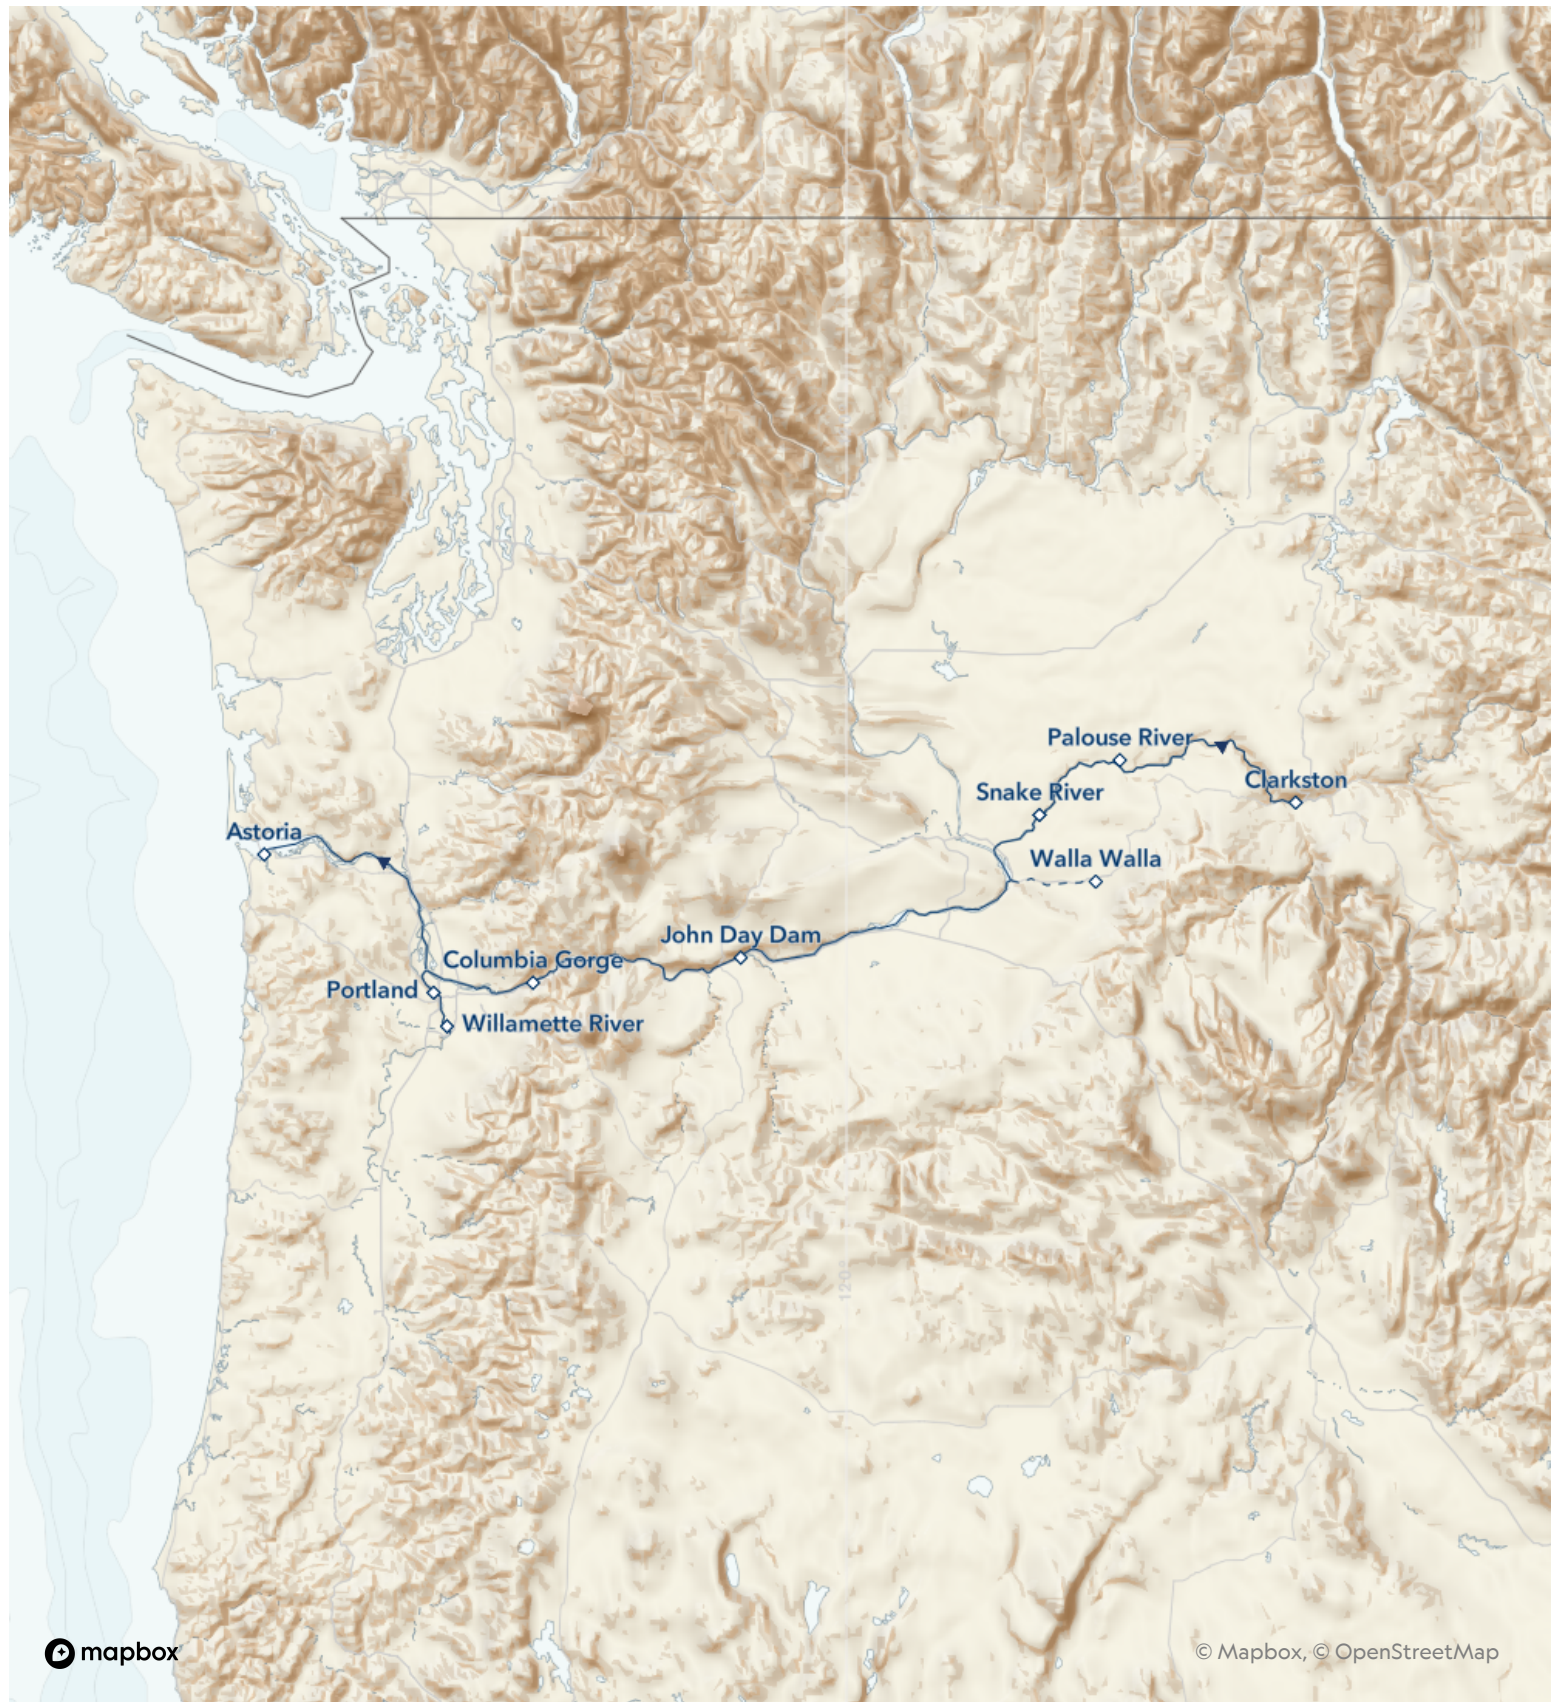 Palouse River
Clarkston
Snake River
Astoria
Walla Walla
John Day Dam
Columbia Gorge
Portland
Willamette River
120°
mapbox
© Mapbox, © OpenStreetMap